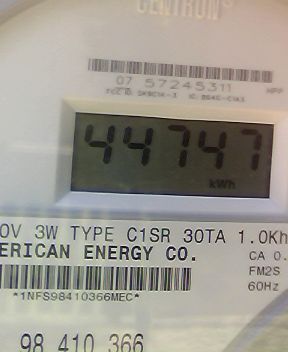 CENTRON®
07 57245311
44747
kWh
0V 3W TYPE C1SR 30TA 1.0Kh
ERICAN ENERGY CO. CA 0.
FM2S
60Hz
*1NFS98410366MEC*
98 410 366